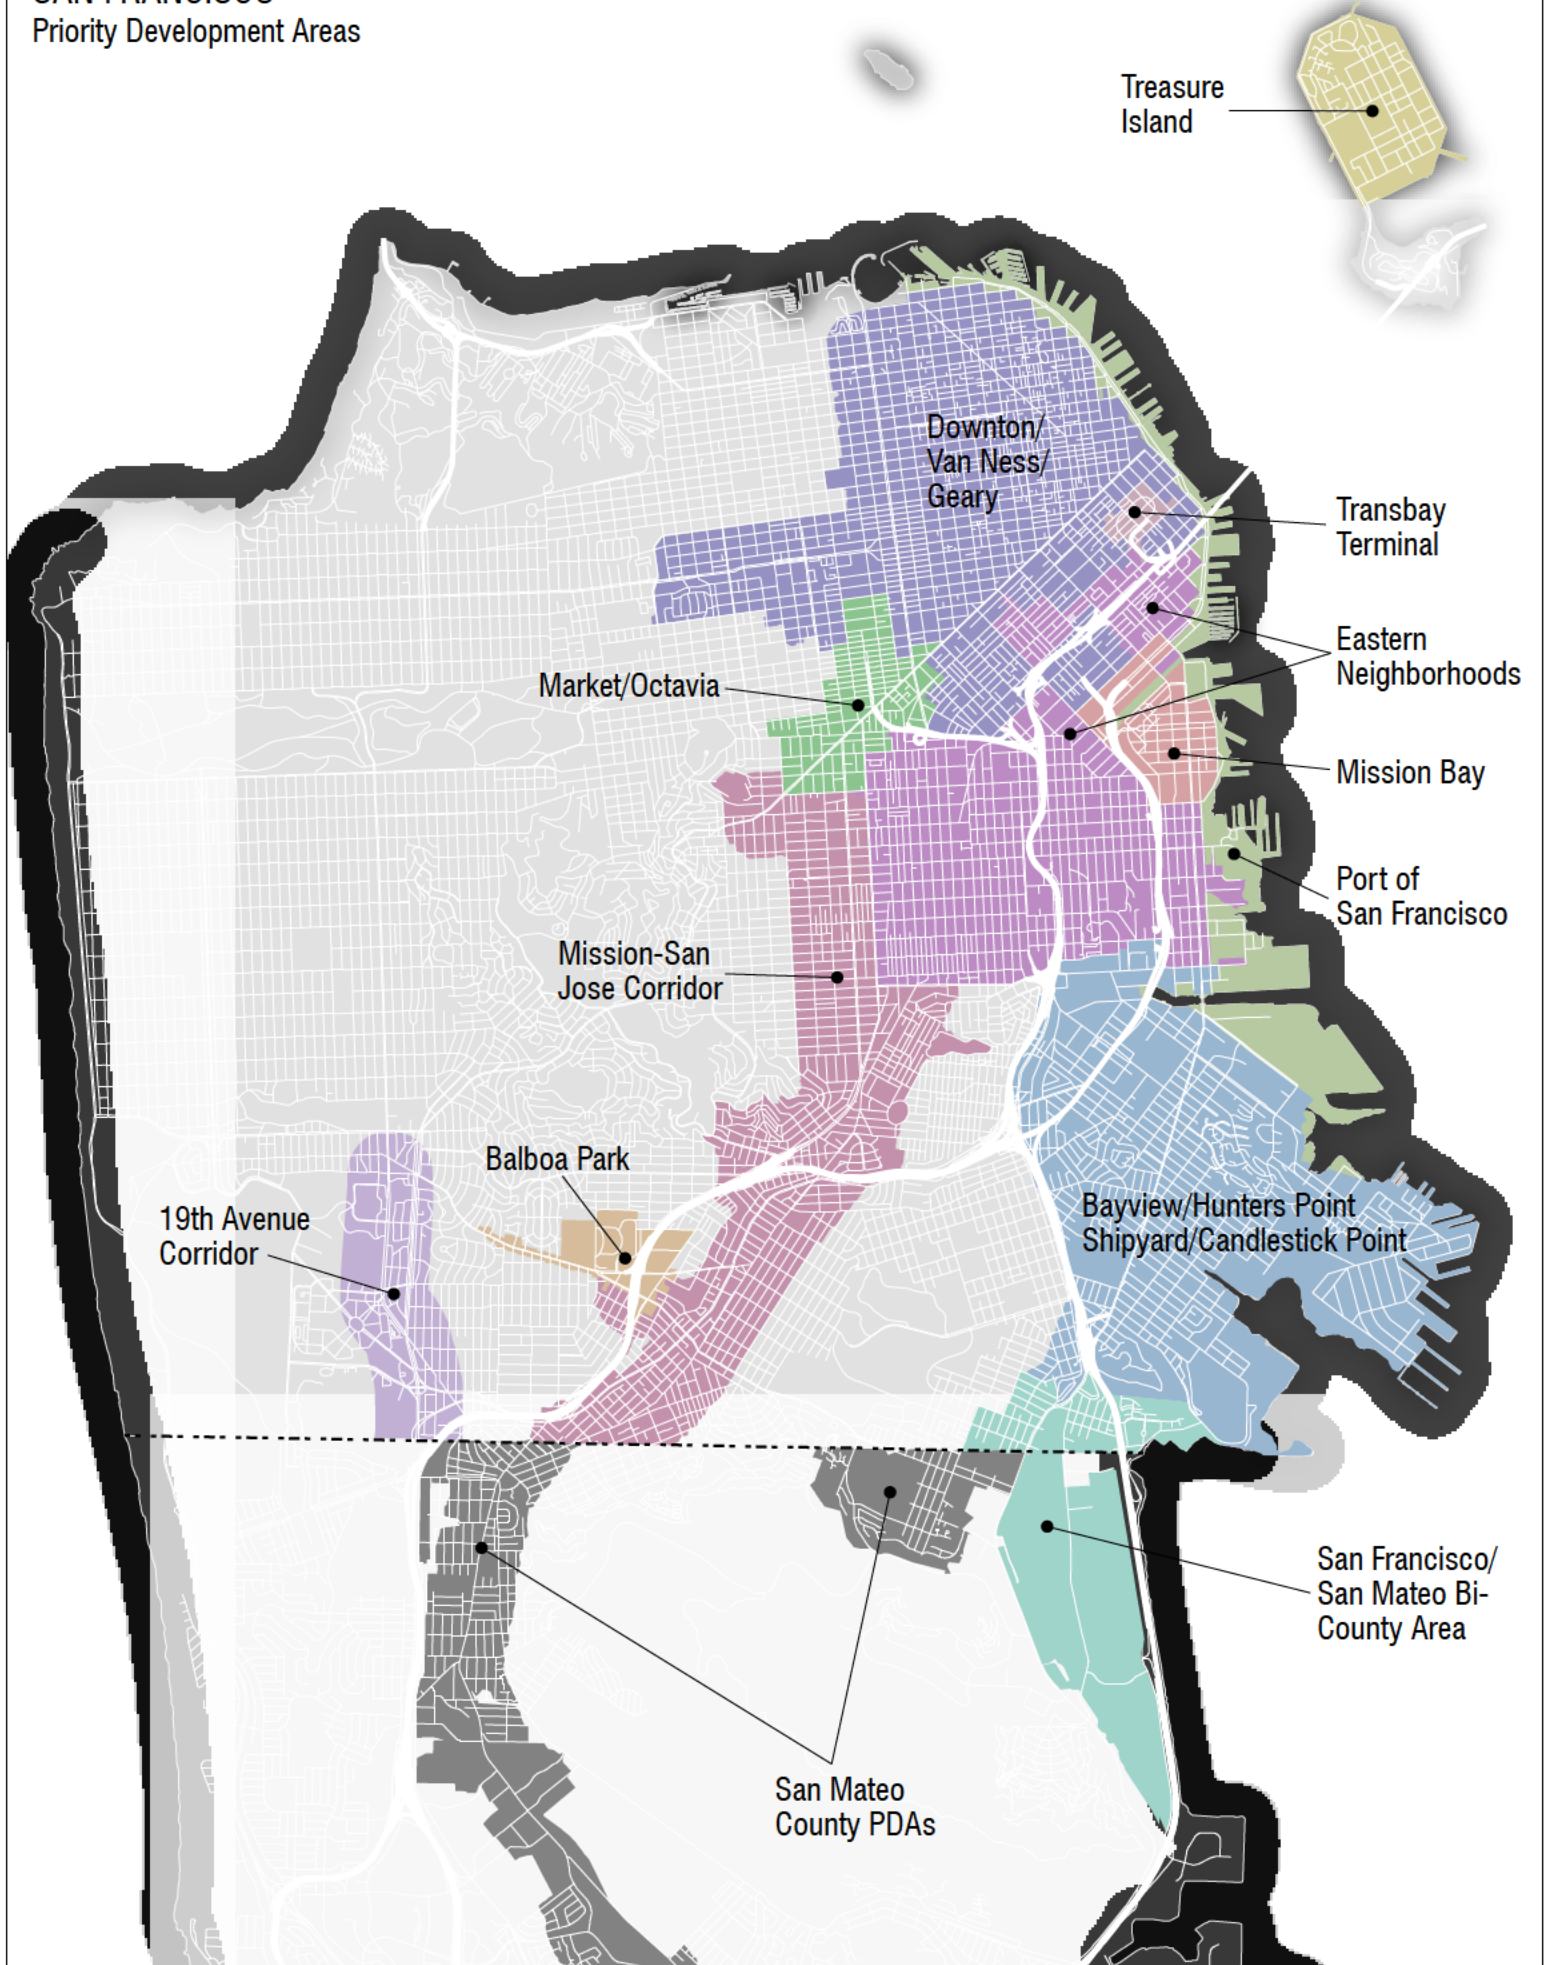 SAN FRANCISCO
Priority Development Areas
Treasure
Island
Downton/
Van Ness/
Geary
Transbay
Terminal
Eastern
Neighborhoods
Market/Octavia
Mission Bay
Port of
San Francisco
Mission-San
Jose Corridor
Balboa Park
19th Avenue
Corridor
Bayview/Hunters Point
Shipyard/Candlestick Point
San Francisco/
San Mateo Bi-
County Area
San Mateo
County PDAs